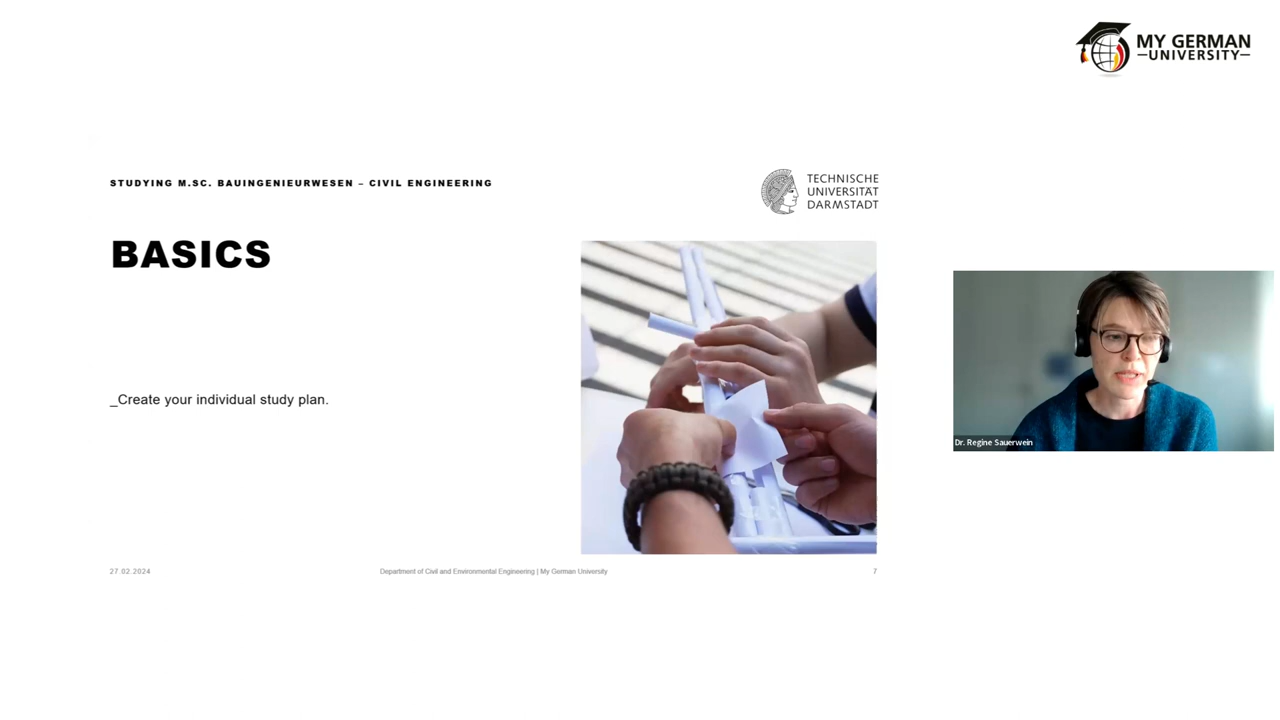 MY GERMAN
UNIVERSITY
STUDYING M.SC. BAUINGENIEURWESEN – CIVIL ENGINEERING
TECHNISCHE
UNIVERSITÄT
DARMSTADT
BASICS
_Create your individual study plan.
Dr. Regine Sauerwein
27.02.2024
Department of Civil and Environmental Engineering | My German University
7